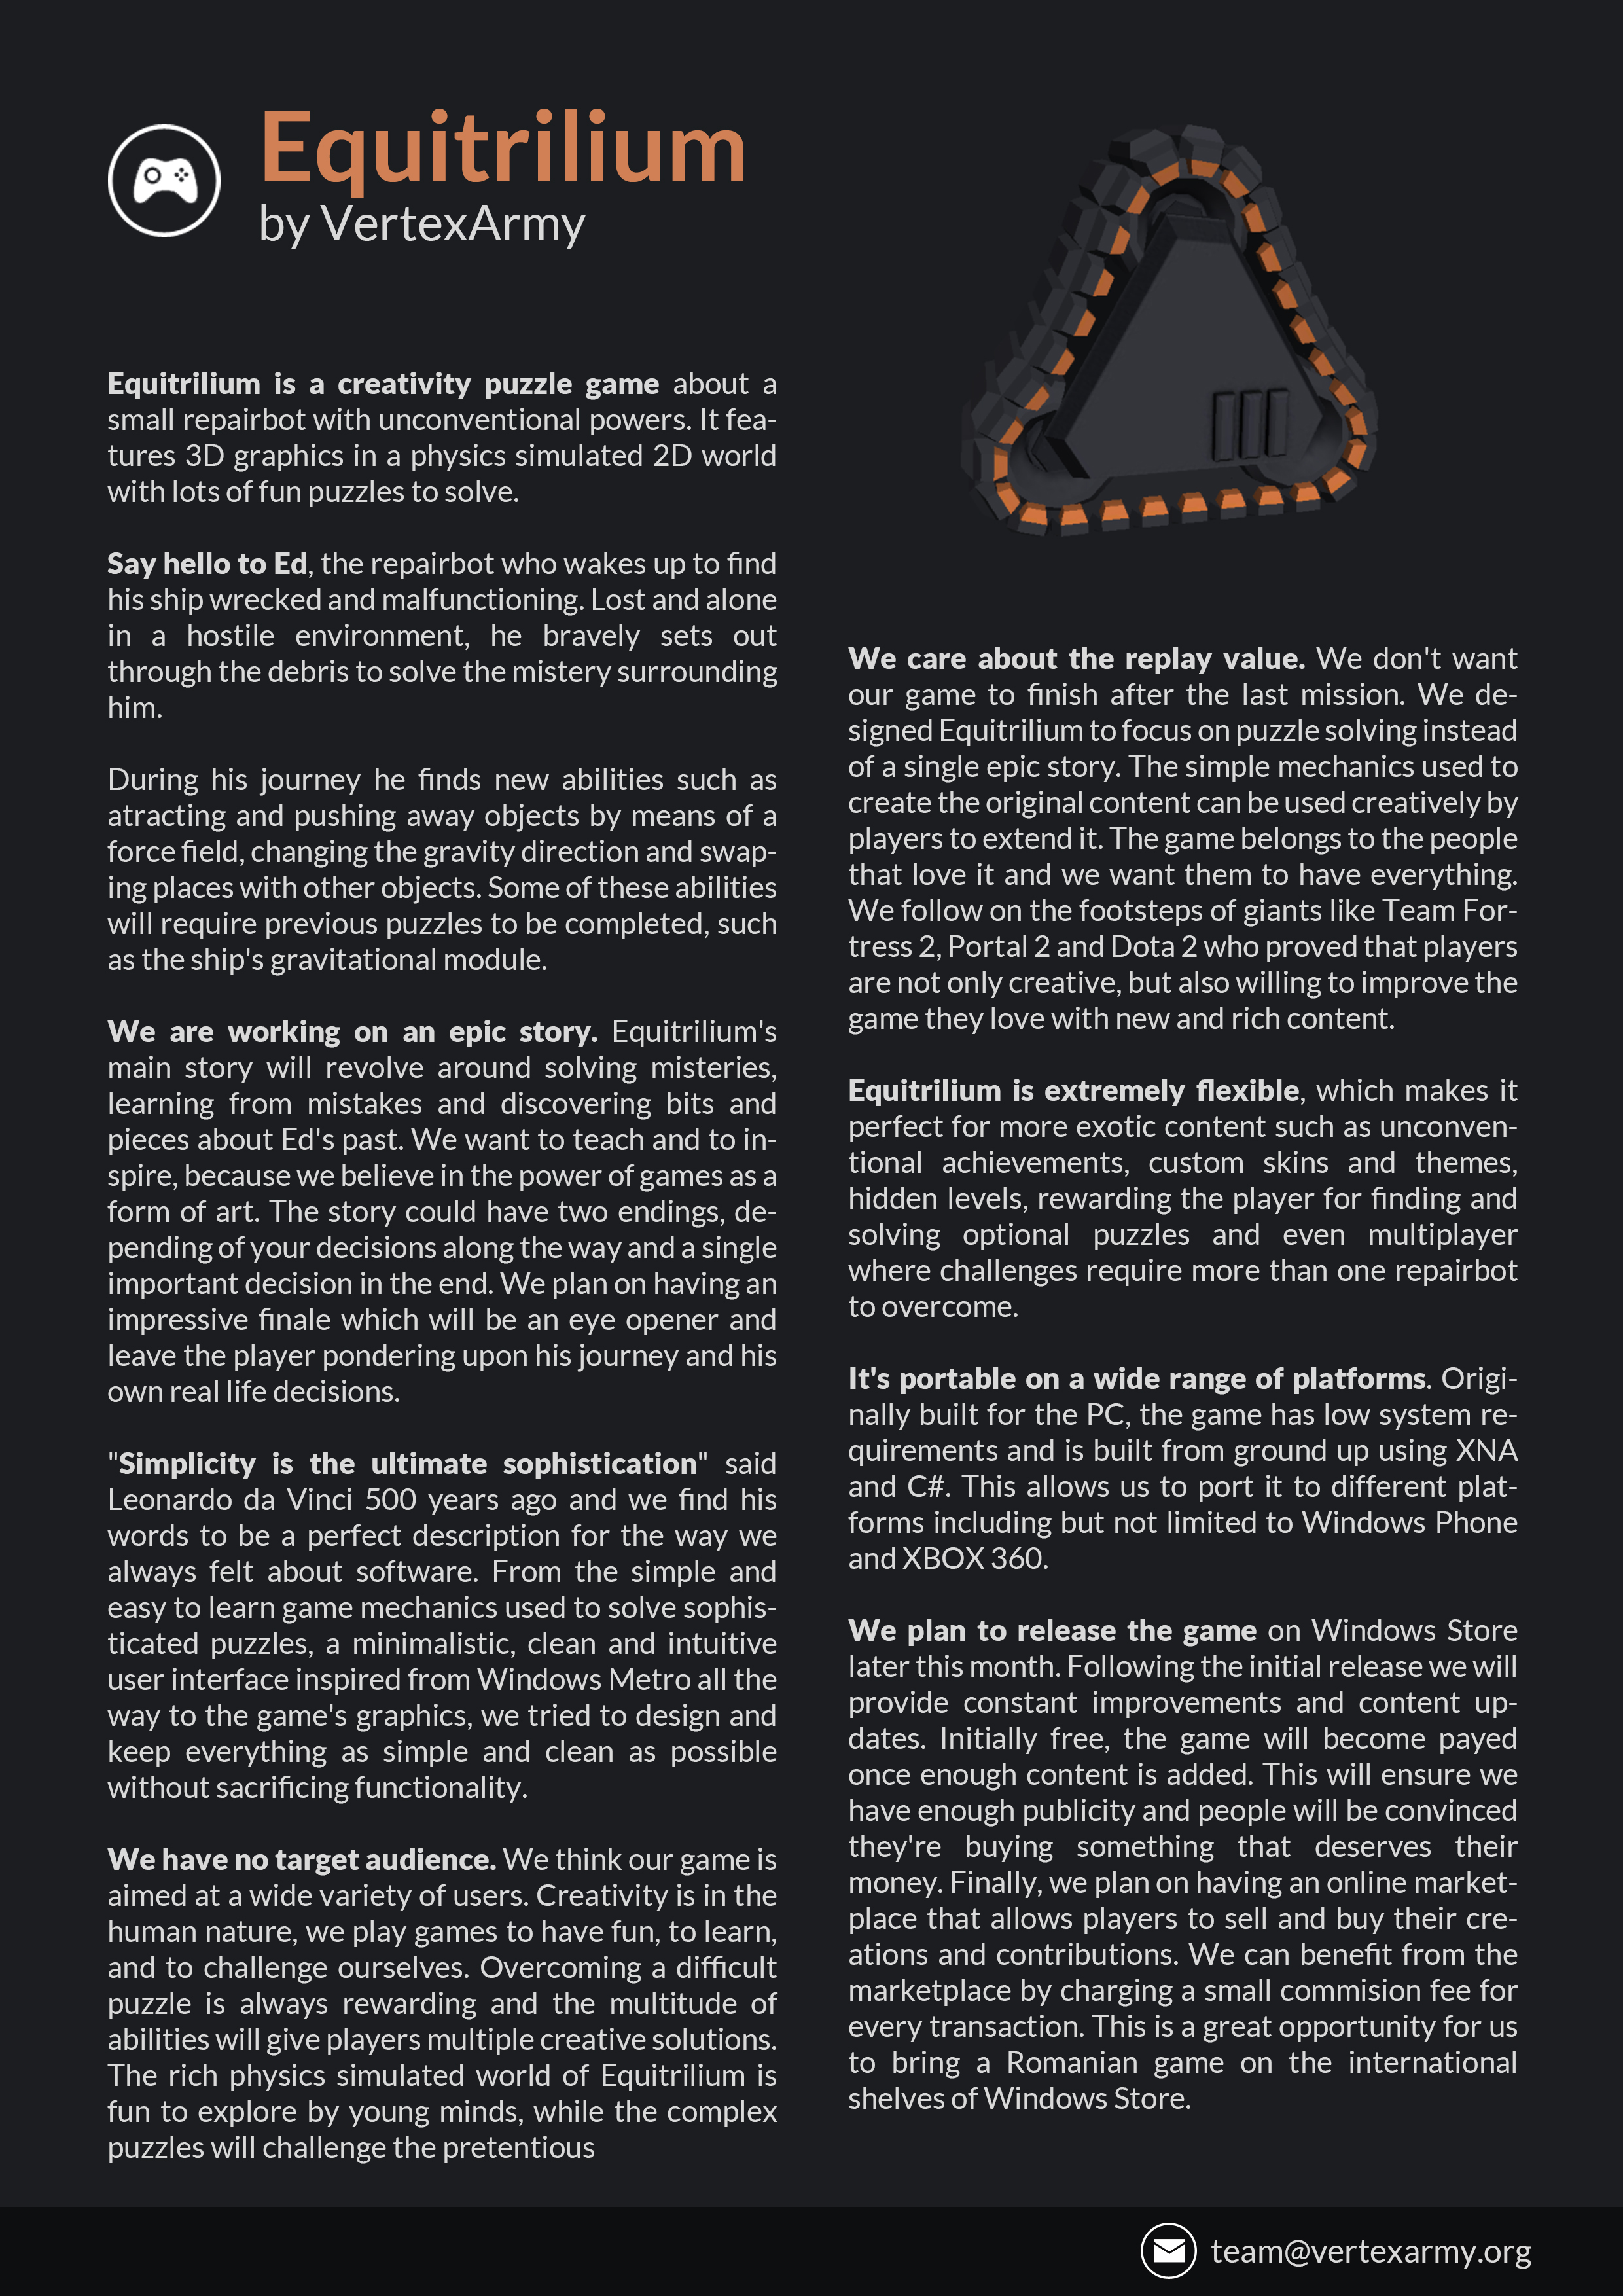 Equitrilium
by VertexArmy
Equitrilium is a creativity puzzle game about a
small repairbot with unconventional powers. It fea-
tures 3D graphics in a physics simulated 2D world
with lots of fun puzzles to solve.
Say hello to Ed, the repairbot who wakes up to find
his ship wrecked and malfunctioning. Lost and alone
in a hostile environment, he bravely sets out
through the debris to solve the mistery surrounding
him.
During his journey he finds new abilities such as
atracting and pushing away objects by means of a
force field, changing the gravity direction and swap-
ing places with other objects. Some of these abilities
will require previous puzzles to be completed, such
as the ship's gravitational module.
We are working on an epic story. Equitrilium's
main story will revolve around solving misteries,
learning from mistakes and discovering bits and
pieces about Ed's past. We want to teach and to in-
spire, because we believe in the power of games as a
form of art. The story could have two endings, de-
pending of your decisions along the way and a single
important decision in the end. We plan on having an
impressive finale which will be an eye opener and
leave the player pondering upon his journey and his
own real life decisions.
"Simplicity is the ultimate sophistication" said
Leonardo da Vinci 500 years ago and we find his
words to be a perfect description for the way we
always felt about software. From the simple and
easy to learn game mechanics used to solve sophis-
ticated puzzles, a minimalistic, clean and intuitive
user interface inspired from Windows Metro all the
way to the game's graphics, we tried to design and
keep everything as simple and clean as possible
without sacrificing functionality.
We have no target audience. We think our game is
aimed at a wide variety of users. Creativity is in the
human nature, we play games to have fun, to learn,
and to challenge ourselves. Overcoming a difficult
puzzle is always rewarding and the multitude of
abilities will give players multiple creative solutions.
The rich physics simulated world of Equitrilium is
fun to explore by young minds, while the complex
puzzles will challenge the pretentious
We care about the replay value. We don't want
our game to finish after the last mission. We de-
signed Equitrilium to focus on puzzle solving instead
of a single epic story. The simple mechanics used to
create the original content can be used creatively by
players to extend it. The game belongs to the people
that love it and we want them to have everything.
We follow on the footsteps of giants like Team For-
tress 2, Portal 2 and Dota 2 who proved that players
are not only creative, but also willing to improve the
game they love with new and rich content.
Equitrilium is extremely flexible, which makes it
perfect for more exotic content such as unconven-
tional achievements, custom skins and themes,
hidden levels, rewarding the player for finding and
solving optional puzzles and even multiplayer
where challenges require more than one repairbot
to overcome.
It's portable on a wide range of platforms. Origi-
nally built for the PC, the game has low system re-
quirements and is built from ground up using XNA
and C#. This allows us to port it to different plat-
forms including but not limited to Windows Phone
and XBOX 360.
We plan to release the game on Windows Store
later this month. Following the initial release we will
provide constant improvements and content up-
dates. Initially free, the game will become payed
once enough content is added. This will ensure we
have enough publicity and people will be convinced
they're buying something that deserves their
money. Finally, we plan on having an online market-
place that allows players to sell and buy their cre-
ations and contributions. We can benefit from the
marketplace by charging a small commision fee for
every transaction. This is a great opportunity for us
to bring a Romanian game on the international
shelves of Windows Store.
team@vertexarmy.org